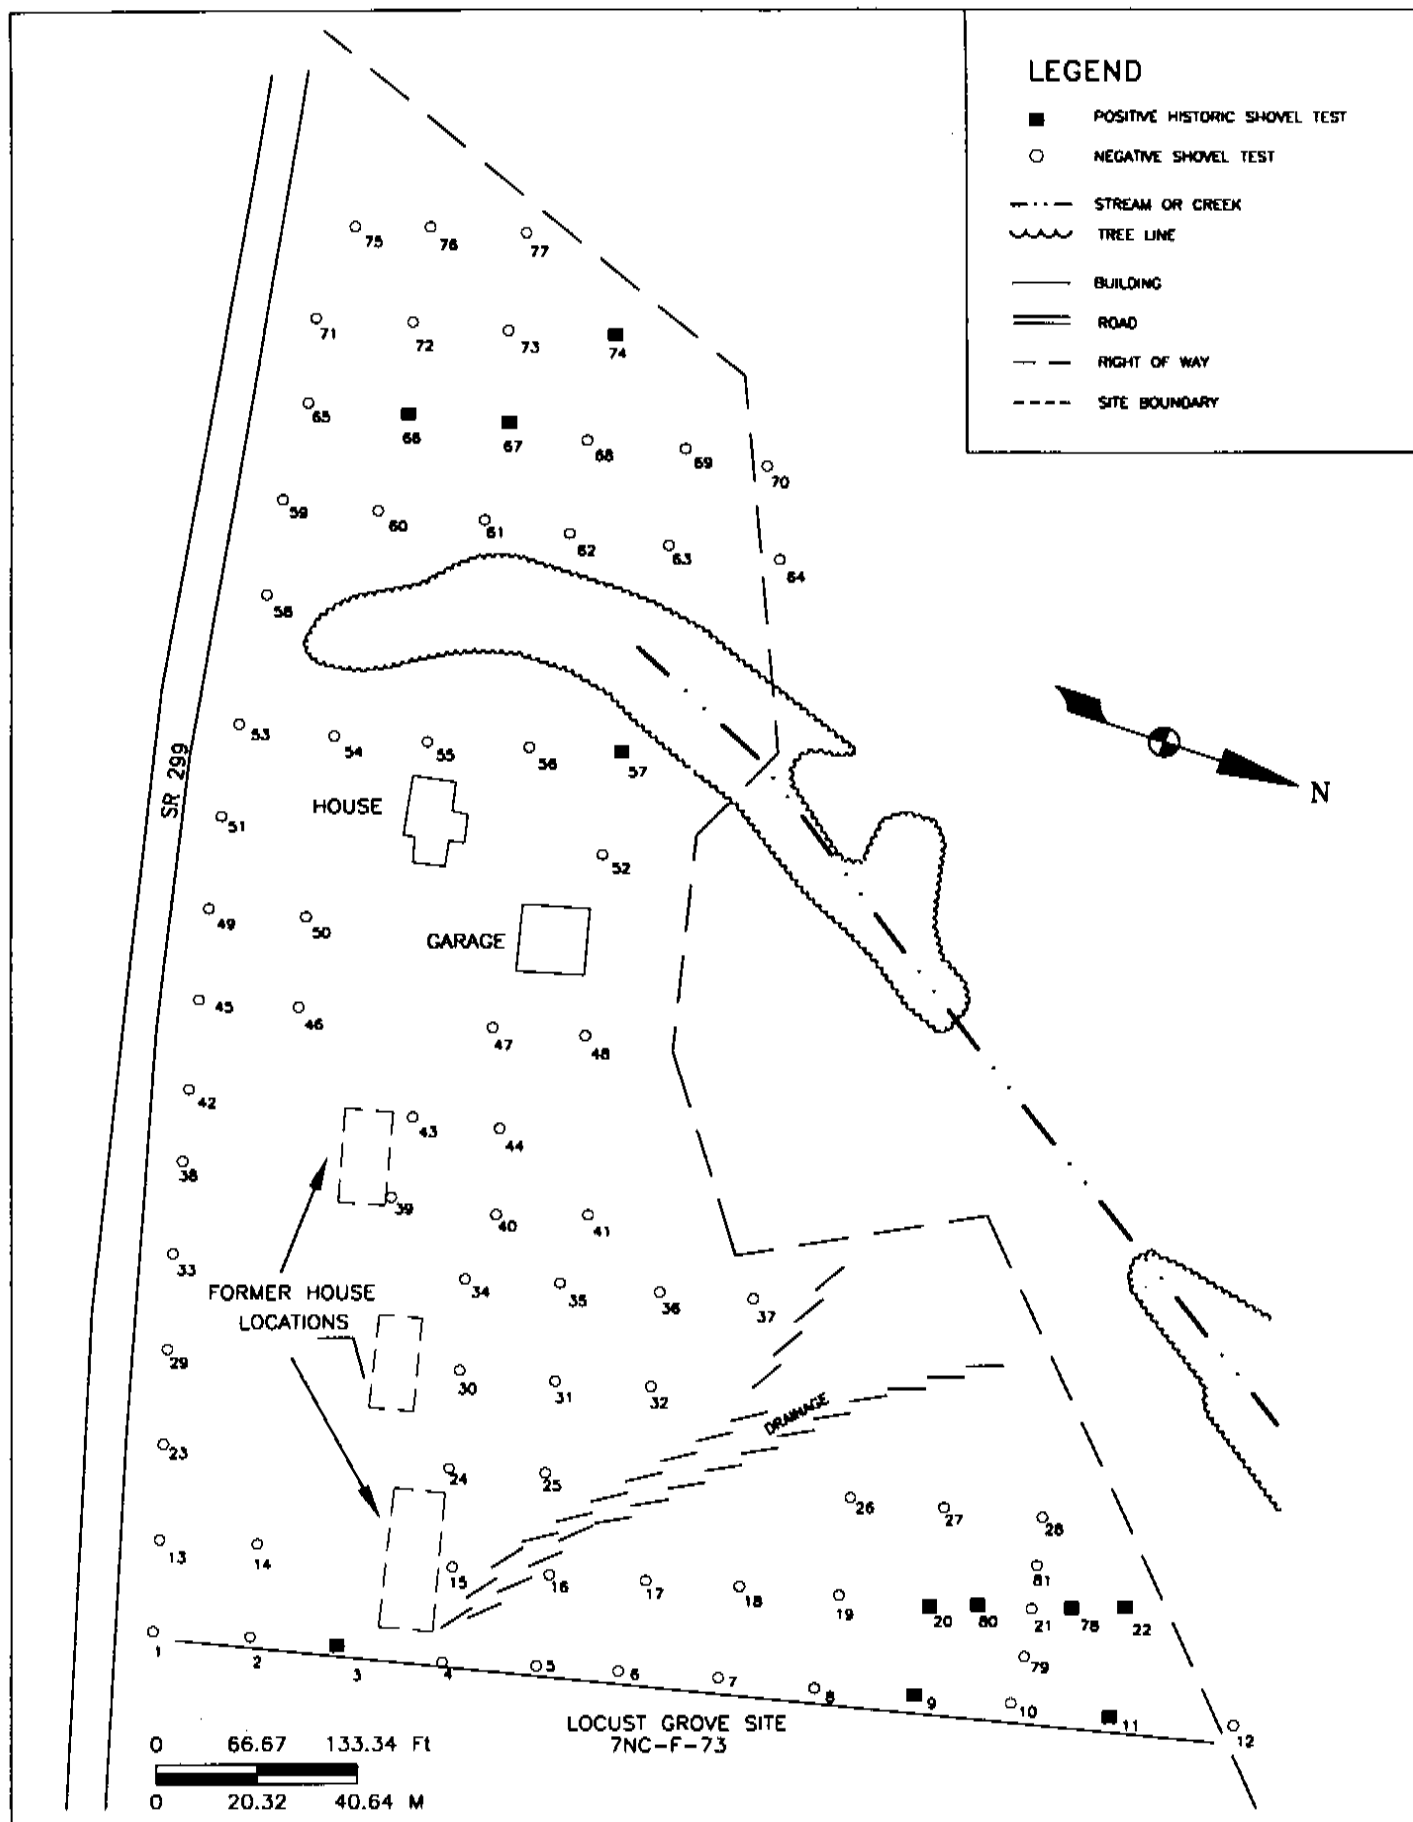 LEGEND
POSITIVE HISTORIC SHOVEL TEST
NEGATIVE SHOVEL TEST
STREAM OR CREEK
TREE LINE
BUILDING
ROAD
RIGHT OF WAY
SITE BOUNDARY
75 76 77
71 72 73 74
65 66 67 68 69 70
59 60 61 62 63 64
58
53 54 55 56 57
SR 299
HOUSE
N
51 52
49 50
GARAGE
45 46 47 48
42 43 44
38 39 40 41
33 34 35 36 37
FORMER HOUSE
LOCATIONS
29 30 31 32
DRAINAGE
23 24 25 26 27 28
13 14 15 16 17 18 19 20 80 21 78 22
81
79
1 2 3 4 5 6 7 8 9 10 11 12
LOCUST GROVE SITE
7NC-F-73
0 66.67 133.34 Ft
0 20.32 40.64 M